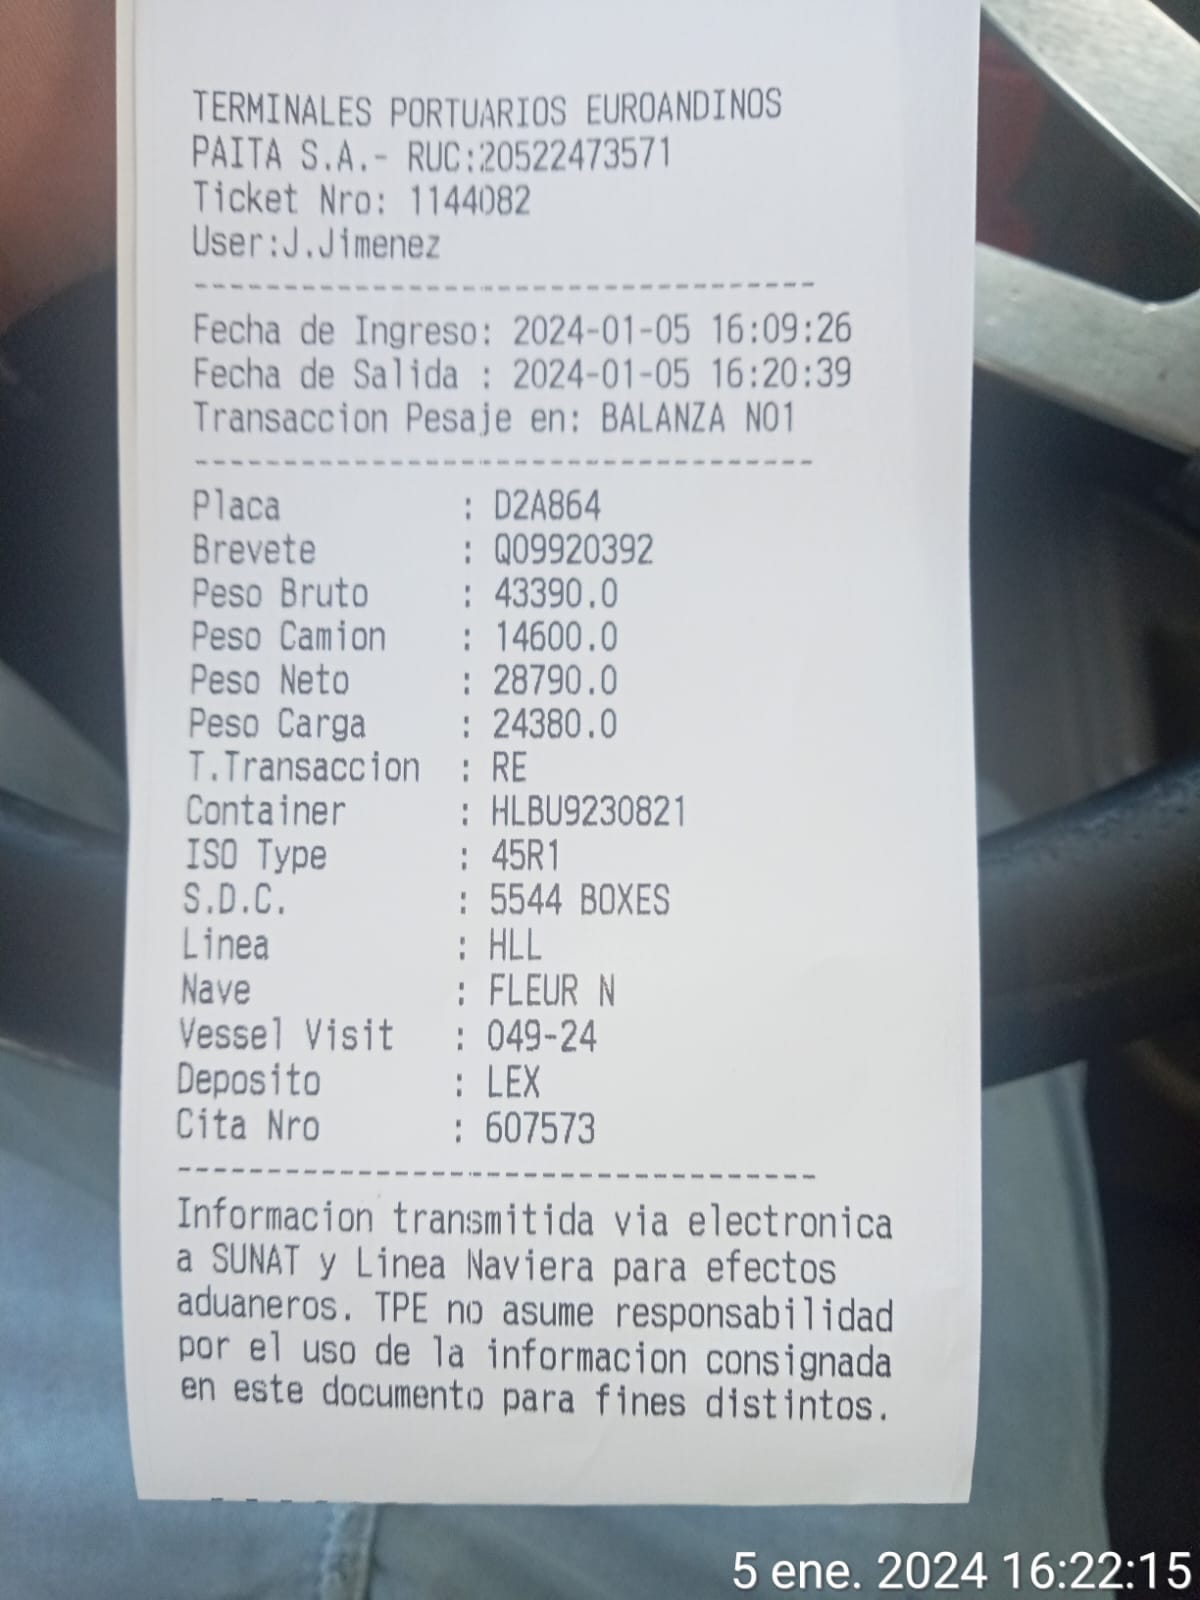 TERMINALES PORTUARIOS EUROANDINOS
PAITA S.A.- RUC:20522473571
Ticket Nro: 1144082
User:J.Jimenez
-----------------------------------
Fecha de Ingreso: 2024-01-05 16:09:26
Fecha de Salida : 2024-01-05 16:20:39
Transaccion Pesaje en: BALANZA NO1
-----------------------------------
Placa : D2A864
Brevete : Q09920392
Peso Bruto : 43390.0
Peso Camion : 14600.0
Peso Neto : 28790.0
Peso Carga : 24380.0
T.Transaccion : RE
Container : HLBU9230821
ISO Type : 45R1
S.D.C. : 5544 BOXES
Linea : HLL
Nave : FLEUR N
Vessel Visit : 049-24
Deposito : LEX
Cita Nro : 607573
-----------------------------------
Informacion transmitida via electronica
a SUNAT y Linea Naviera para efectos
aduaneros. TPE no asume responsabilidad
por el uso de la informacion consignada
en este documento para fines distintos.
5 ene. 2024 16:22:15